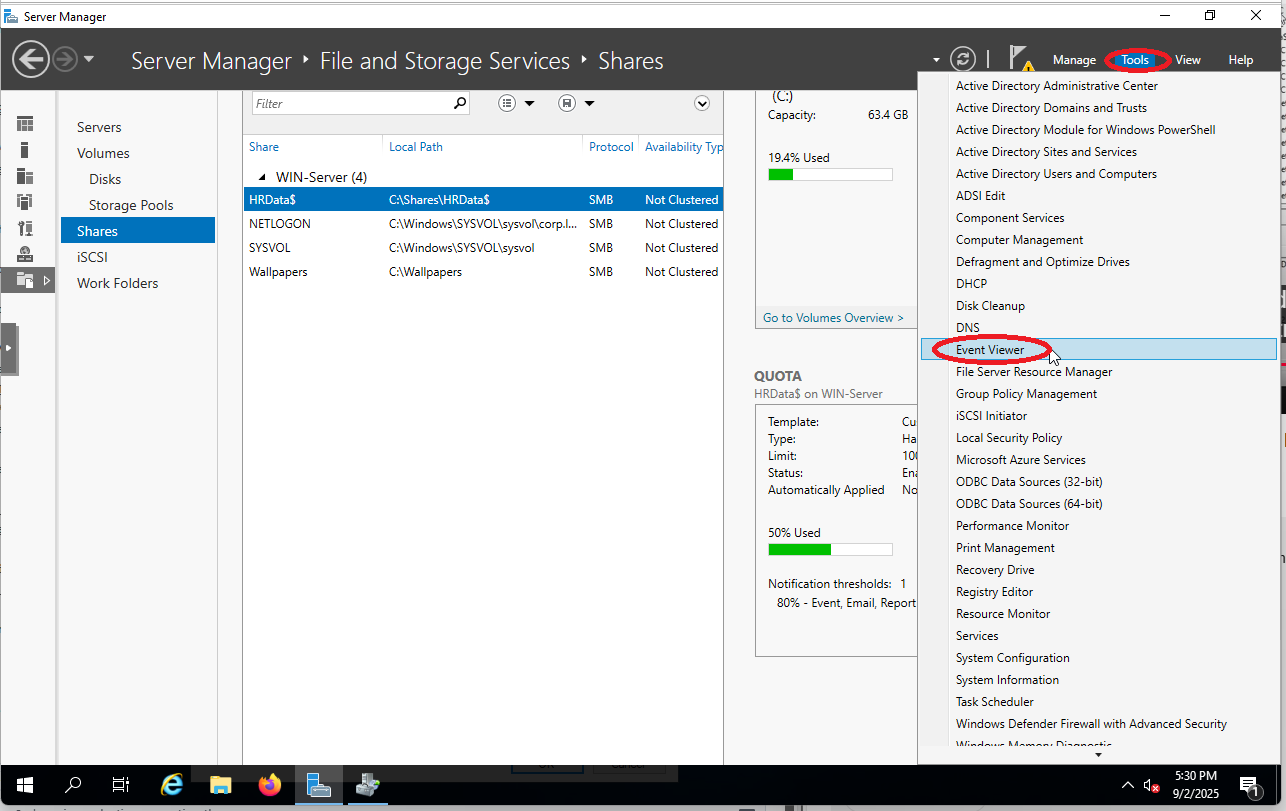 Server Manager
Server Manager ‣ File and Storage Services ‣ Shares
Manage Tools View Help
Servers
Volumes
Disks
Storage Pools
Shares
iSCSI
Work Folders
Filter
Share Local Path Protocol Availability Typ
WIN-Server (4)
HRData$ C:\Shares\HRData$ SMB Not Clustered
NETLOGON C:\Windows\SYSVOL\sysvol\corp.l... SMB Not Clustered
SYSVOL C:\Windows\SYSVOL\sysvol SMB Not Clustered
Wallpapers C:\Wallpapers SMB Not Clustered
(C:)
Capacity: 63.4 GB
19.4% Used
Go to Volumes Overview >
QUOTA
HRData$ on WIN-Server
Template: Cu
Type: Ha
Limit: 100
Status: Ena
Automatically Applied No
50% Used
Notification thresholds: 1
80% - Event, Email, Report
Active Directory Administrative Center
Active Directory Domains and Trusts
Active Directory Module for Windows PowerShell
Active Directory Sites and Services
Active Directory Users and Computers
ADSI Edit
Component Services
Computer Management
Defragment and Optimize Drives
DHCP
Disk Cleanup
DNS
Event Viewer
File Server Resource Manager
Group Policy Management
iSCSI Initiator
Local Security Policy
Microsoft Azure Services
ODBC Data Sources (32-bit)
ODBC Data Sources (64-bit)
Performance Monitor
Print Management
Recovery Drive
Registry Editor
Resource Monitor
Services
System Configuration
System Information
Task Scheduler
Windows Defender Firewall with Advanced Security
Windows Memory Diagnostic
5:30 PM
9/2/2025
1